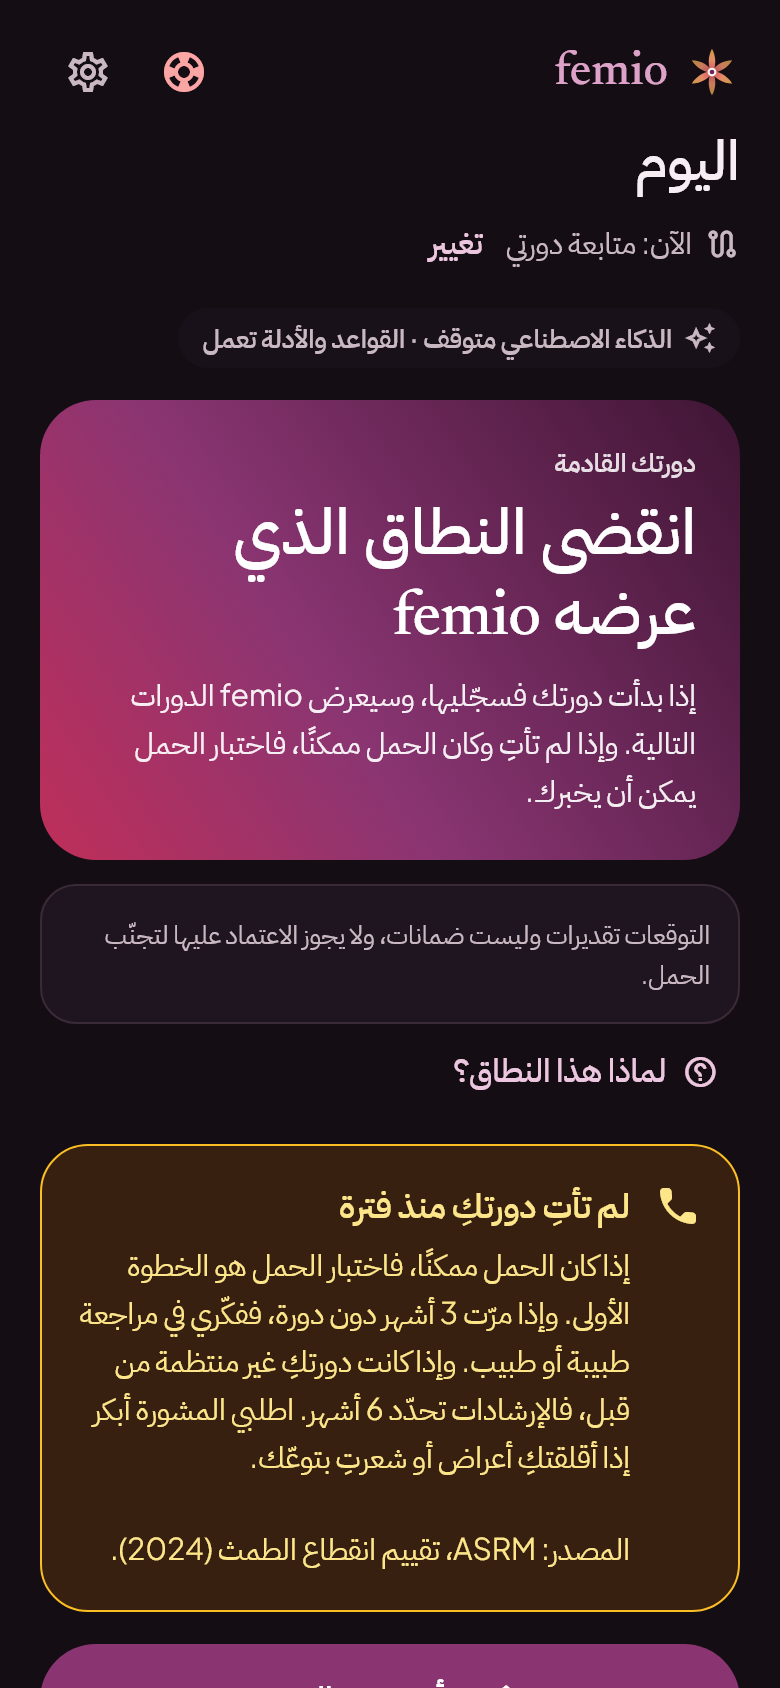 femio
اليوم
الآن: متابعة دورتي تغيير
الذكاء الاصطناعي متوقف · القواعد والأدلة تعمل
دورتك القادمة
انقضى النطاق الذي
عرضه femio
إذا بدأت دورتك فسجّليها، وسيعرض femio الدورات
التالية. وإذا لم تأتِ وكان الحمل ممكنًا، فاختبار الحمل
يمكن أن يخبرك.
التوقعات تقديرات وليست ضمانات، ولا يجوز الاعتماد عليها لتجنّب
الحمل.
لماذا هذا النطاق؟
لم تأتِ دورتكِ منذ فترة
إذا كان الحمل ممكنًا، فاختبار الحمل هو الخطوة
الأولى. وإذا مرّت 3 أشهر دون دورة، ففكّري في مراجعة
طبيبة أو طبيب. وإذا كانت دورتكِ غير منتظمة من
قبل، فالإرشادات تحدّد 6 أشهر. اطلبي المشورة أبكر
إذا أقلقتكِ أعراض أو شعرتِ بتوعّك.
المصدر: ASRM، تقييم انقطاع الطمث (2024).